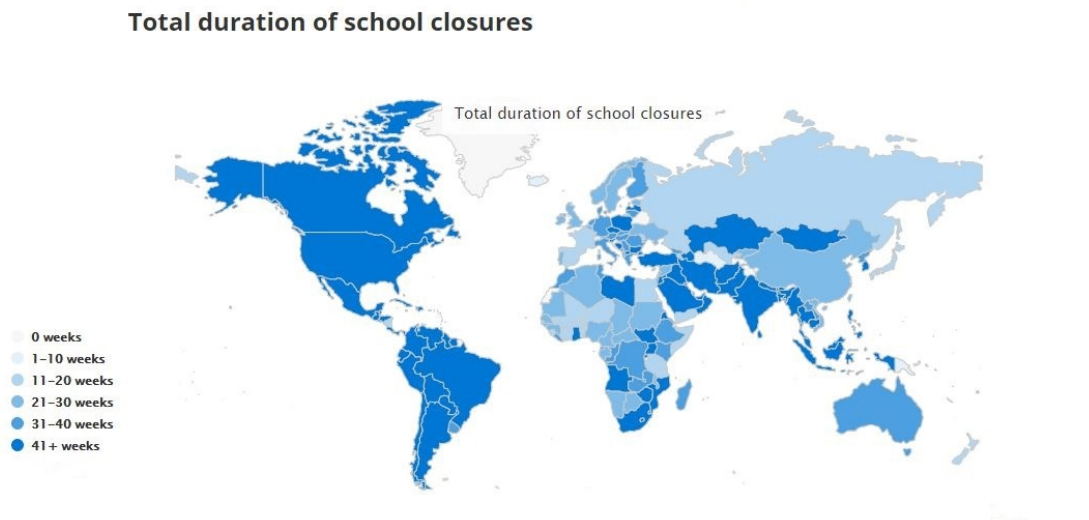 Total duration of school closures
Total duration of school closures
0 weeks
1–10 weeks
11–20 weeks
21–30 weeks
31–40 weeks
41+ weeks